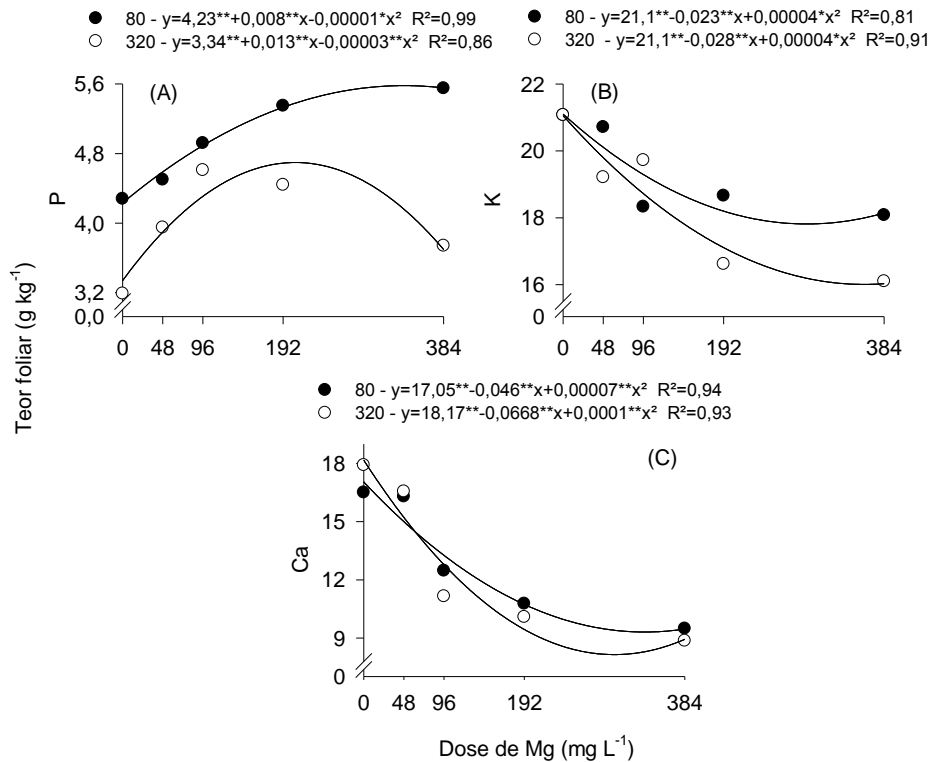 80 - y=4,23**+0,008**x-0,00001*x² R²=0,99
320 - y=3,34**+0,013**x-0,00003**x² R²=0,86
80 - y=21,1**-0,023**x+0,00004*x² R²=0,81
320 - y=21,1**-0,028**x+0,00004*x² R²=0,91
(A)
5,6
4,8
4,0
3,2
0,0
P
0 48 96 192 384
(B)
22
20
18
16
0
K
0 48 96 192 384
Teor foliar (g kg⁻¹)
80 - y=17,05**-0,046**x+0,00007**x² R²=0,94
320 - y=18,17**-0,0668**x+0,0001**x² R²=0,93
(C)
18
15
12
9
0
Ca
0 48 96 192 384
Dose de Mg (mg L⁻¹)